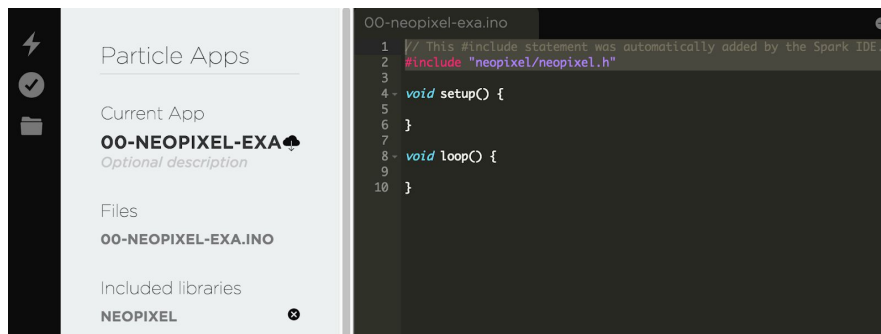 Particle Apps
Current App
00-NEOPIXEL-EXA
Optional description
Files
00-NEOPIXEL-EXA.INO
Included libraries
NEOPIXEL
00-neopixel-exa.ino
1 // This #include statement was automatically added by the Spark IDE.
2 #include "neopixel/neopixel.h"
3
4 void setup() {
5
6 }
7
8 void loop() {
9
10 }